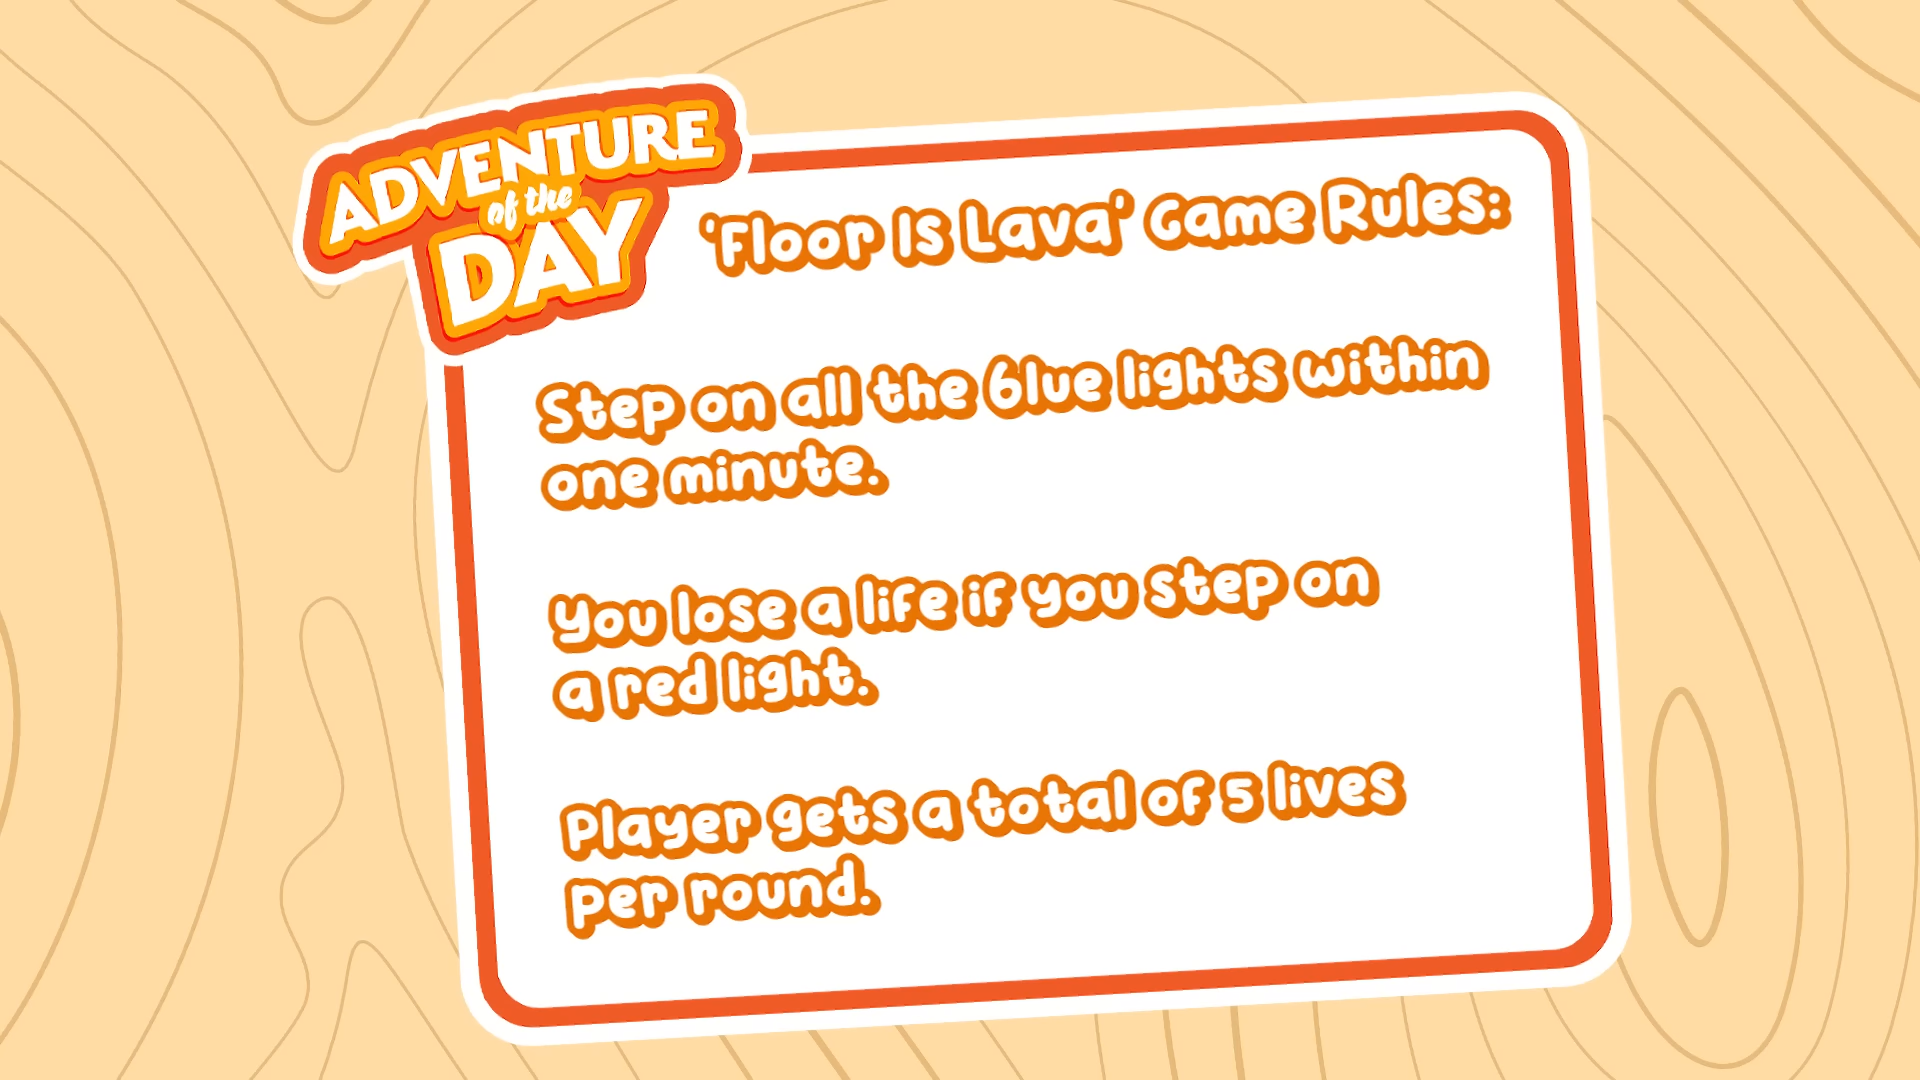 ADVENTURE
of the
DAY
'Floor Is Lava' Game Rules:
Step on all the blue lights within
one minute.
You lose a life if you step on
a red light.
Player gets a total of 5 lives
per round.